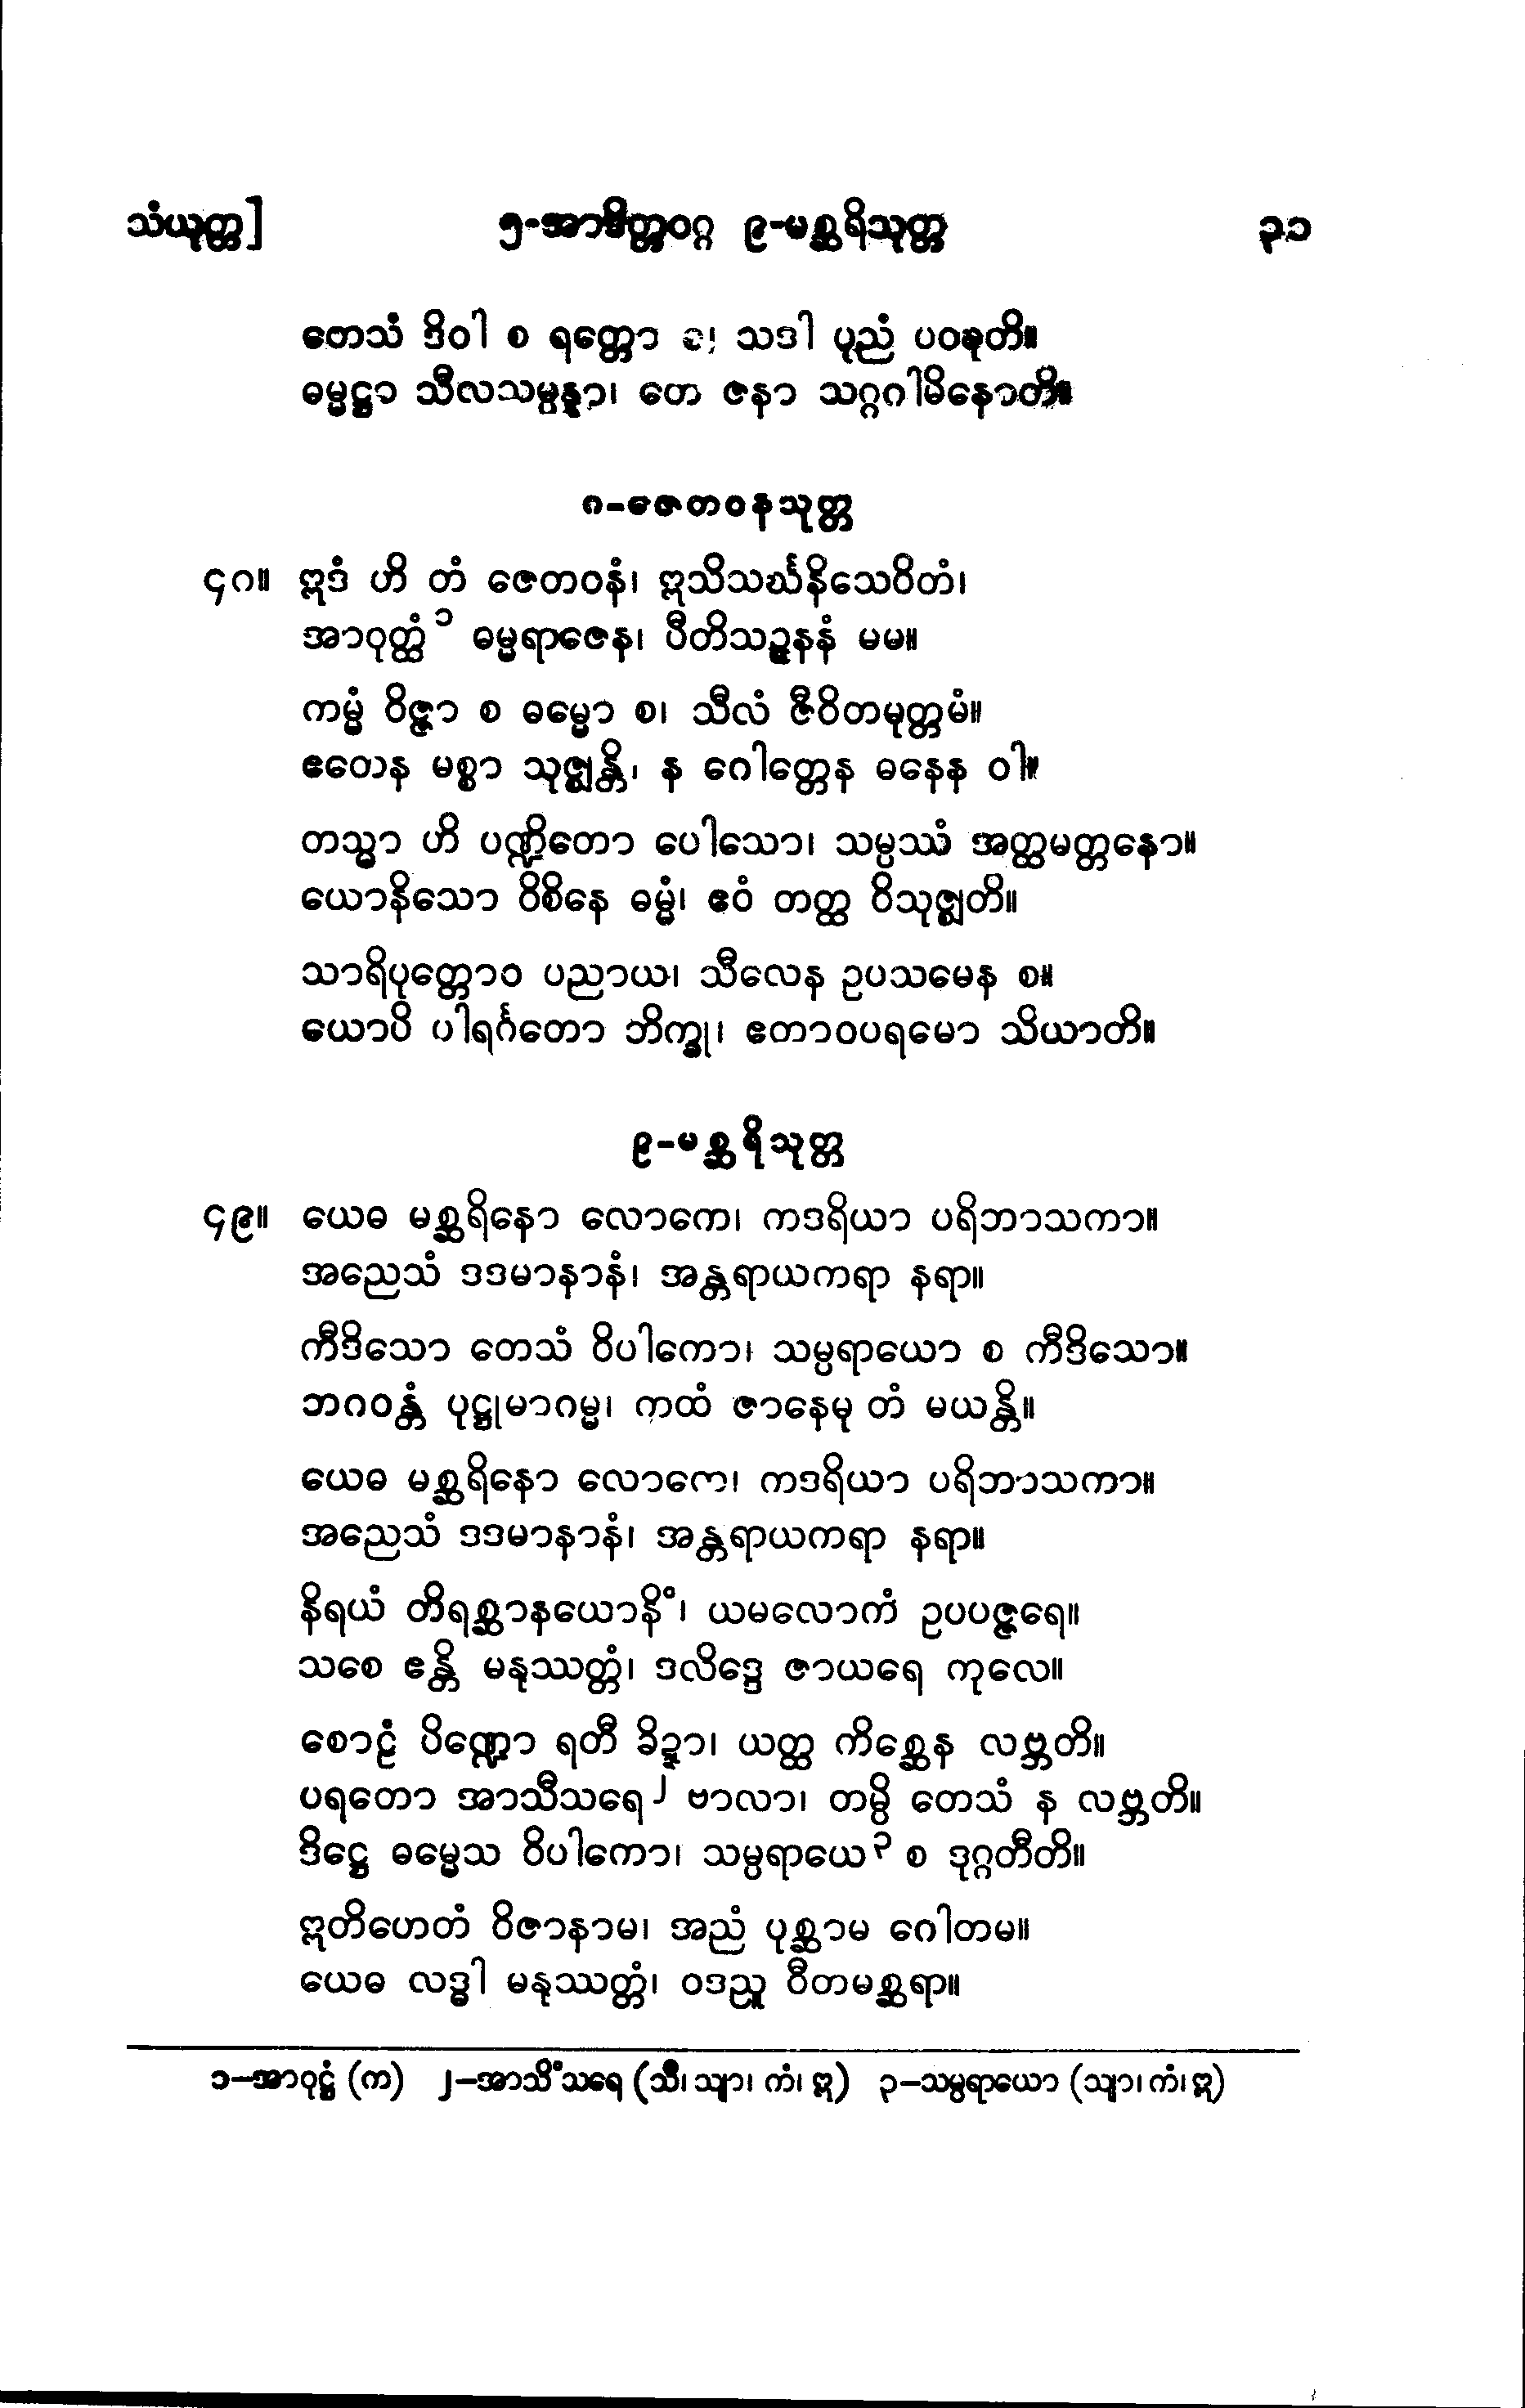 သံယုတ္တ] ၅-အာဒိတ္တဝဂ္ဂ ၉-မစ္ဆရိသုတ္တ ၃၁
တေသံ ဒိဝါ စ ရတ္တော သဒါ ပုညံ ပဝဍ္ဎတိ။
ဓမ္မဋ္ဌာ သီလသမ္ပန္နာ၊ တေ ဇနာ သဂ္ဂဂါမိနောတိ။
၈-ဇေတဝနသုတ္တ
၄၈။ ဣဒံ ဟိ တံ ဇေတဝနံ၊ ဣသိသင်္ဃနိသေဝိတံ၊
အာဝုတ္ထံ ၁ ဓမ္မရာဇေန၊ ပီတိသဉ္ဇနနံ မမ။
ကမ္မံ ဝိဇ္ဇာ စ ဓမ္မော စ၊ သီလံ ဇီဝိတမုတ္တမံ။
ဧတေန မစ္စာ သုဇ္ဈန္တိ၊ န ဂေါတ္တေန ဓနေန ဝါ။
တသ္မာ ဟိ ပဏ္ဍိတော ပေါသော၊ သမ္ပဿံ အတ္ထမတ္တနော။
ယောနိသော ဝိစိနေ ဓမ္မံ၊ ဧဝံ တတ္ထ ဝိသုဇ္ဈတိ။
သာရိပုတ္တောဝ ပညာယ၊ သီလေန ဥပသမေန စ။
ယောပိ ပါရင်္ဂတော ဘိက္ခု၊ ဧတာဝပရမော သိယာတိ။
၉-မစ္ဆရိသုတ္တ
၄၉။ ယေဓ မစ္ဆရိနော လောကေ၊ ကဒရိယာ ပရိဘာသကာ။
အညေသံ ဒဒမာနာနံ၊ အန္တရာယကရာ နရာ။
ကီဒိသော တေသံ ဝိပါကော၊ သမ္ပရာယော စ ကီဒိသော။
ဘဂဝန္တံ ပုဋ္ဌုမာဂမ္မ၊ ကထံ ဇာနေမု တံ မယန္တိ။
ယေဓ မစ္ဆရိနော လောကေ၊ ကဒရိယာ ပရိဘာသကာ။
အညေသံ ဒဒမာနာနံ၊ အန္တရာယကရာ နရာ။
နိရယံ တိရစ္ဆာနယောနိံ၊ ယမလောကံ ဥပပဇ္ဇရေ။
သစေ ဧန္တိ မနုဿတ္တံ၊ ဒလိဒ္ဒေ ဇာယရေ ကုလေ။
စောဠံ ပိဏ္ဍော ရတီ ခိဍ္ဍာ၊ ယတ္ထ ကိစ္ဆေန လဗ္ဘတိ။
ပရတော အာသီသရေ ၂ ဗာလာ၊ တမ္ပိ တေသံ န လဗ္ဘတိ။
ဒိဋ္ဌေ ဓမ္မေသ ဝိပါကော၊ သမ္ပရာယေ ၃ စ ဒုဂ္ဂတီတိ။
ဣတိဟေတံ ဝိဇာနာမ၊ အညံ ပုစ္ဆာမ ဂေါတမ။
ယေဓ လဒ္ဓါ မနုဿတ္တံ၊ ဝဒညူ ဝီတမစ္ဆရာ။
၁–အာဝုဋ္ဌံ (က) ၂–အာသိံသရေ (သီ၊ သျာ၊ ကံ၊ ဣ) ၃–သမ္ပရာယော (သျာ၊ ကံ၊ ဣ)